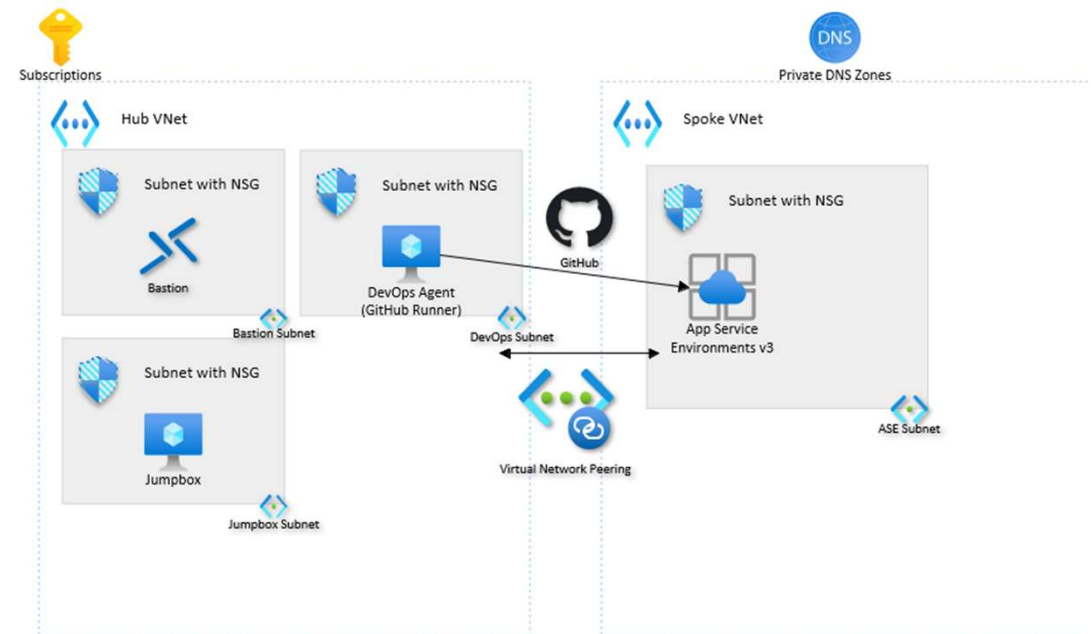 Subscriptions
DNS
Private DNS Zones
Hub VNet
Spoke VNet
Subnet with NSG
Bastion
Bastion Subnet
Subnet with NSG
DevOps Agent
(GitHub Runner)
DevOps Subnet
GitHub
Subnet with NSG
App Service
Environments v3
ASE Subnet
Subnet with NSG
Jumpbox
Jumpbox Subnet
Virtual Network Peering